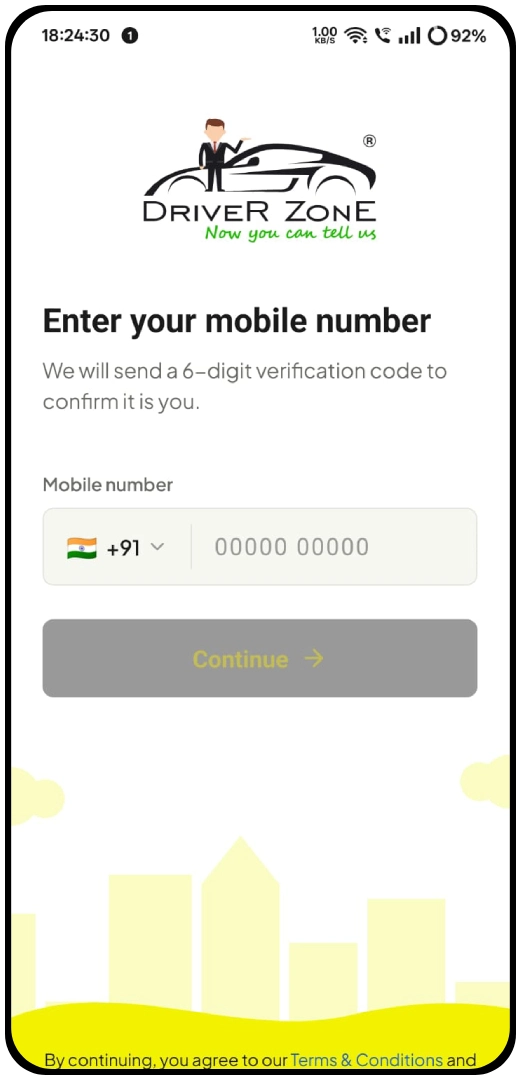 18:24:30 1 1.00 KB/S 92%
®
DRIVER ZONE
Now you can tell us
Enter your mobile number
We will send a 6-digit verification code to
confirm it is you.
Mobile number
+91 00000 00000
Continue →
By continuing, you agree to our Terms & Conditions and